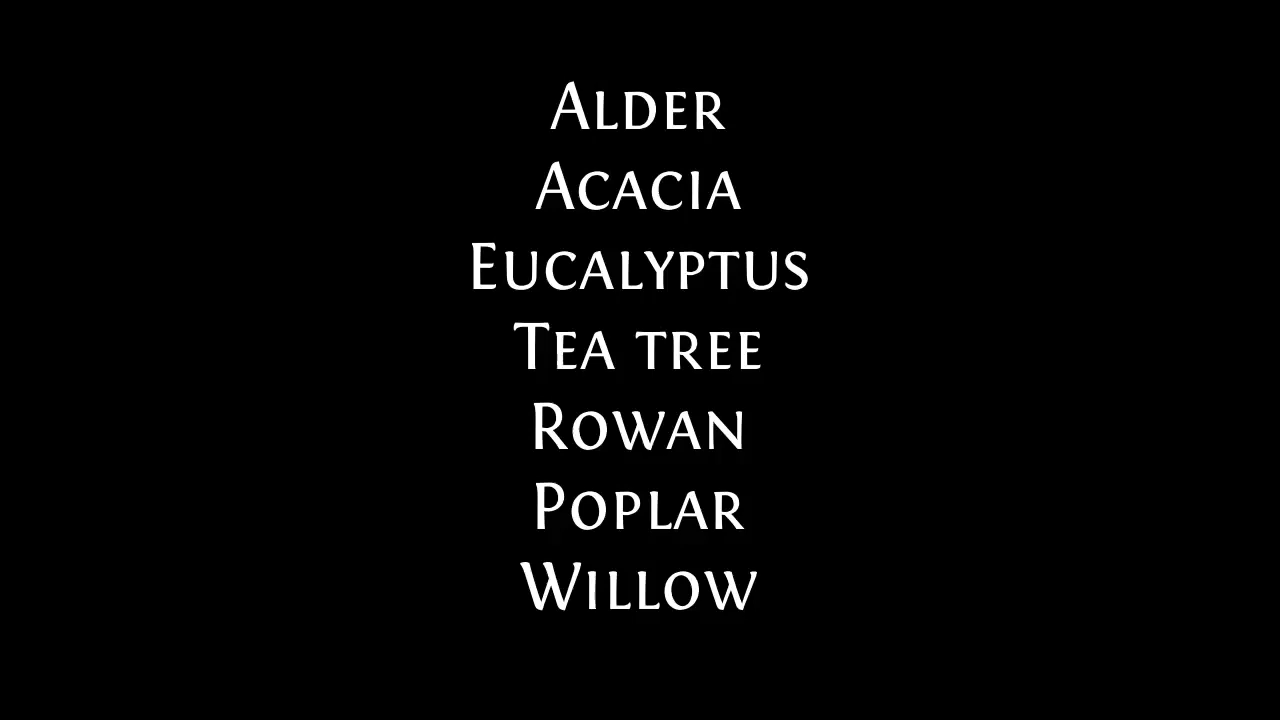 Alder
Acacia
Eucalyptus
Tea tree
Rowan
Poplar
Willow